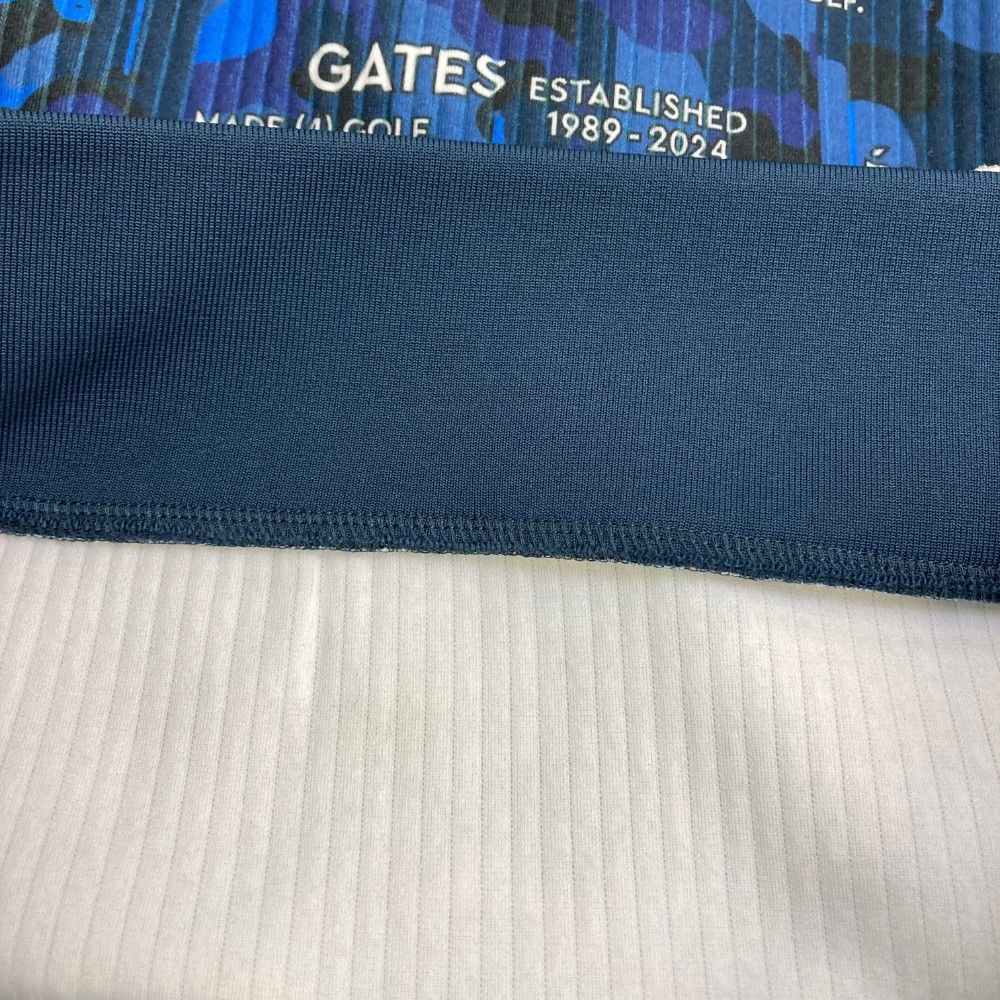 GATES
ESTABLISHED
1989 - 2024
MADE (4) GOLF